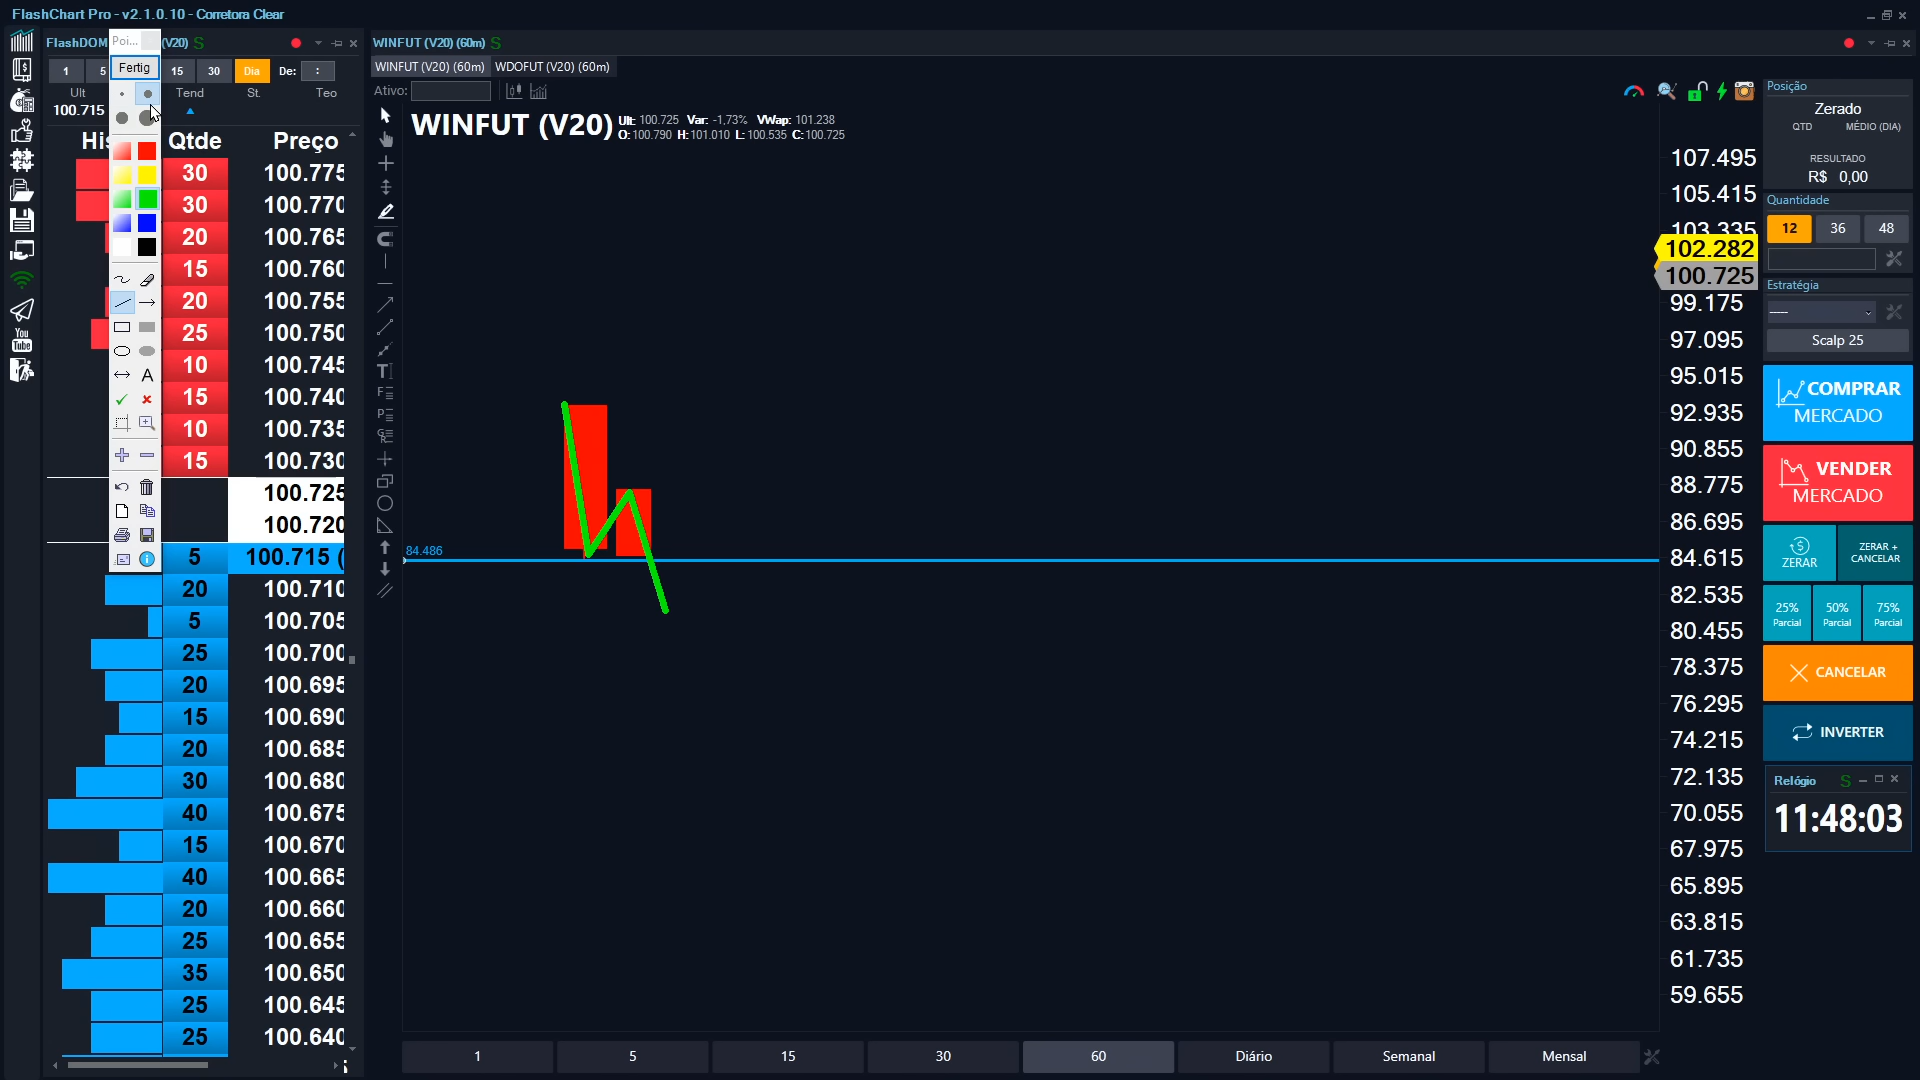 FlashChart Pro - v2.1.0.10 - Corretora Clear
FlashDOM
Poi...
(V20) S
WINFUT (V20) (60m) S
Fertig
1
5
15
30
Dia
De:
:
WINFUT (V20) (60m)
WDOFUT (V20) (60m)
Ult
Tend
St.
Teo
100.715
Ativo:
Qtde
Preço
WINFUT (V20)
Ult: 100.725 Var: -1,73% VWap: 101.238
O: 100.790 H: 101.010 L: 100.535 C: 100.725
30 100.775
30 100.770
20 100.765
15 100.760
20 100.755
25 100.750
10 100.745
15 100.740
10 100.735
15 100.730
100.725
100.720
5 100.715 (
20 100.710
5 100.705
25 100.700
20 100.695
15 100.690
20 100.685
30 100.680
40 100.675
15 100.670
40 100.665
20 100.660
25 100.655
35 100.650
25 100.645
25 100.640
A
You
Tube
84.486
107.495
105.415
103.335
102.282
100.725
99.175
97.095
95.015
92.935
90.855
88.775
86.695
84.615
82.535
80.455
78.375
76.295
74.215
72.135
70.055
67.975
65.895
63.815
61.735
59.655
1
5
15
30
60
Diário
Semanal
Mensal
Posição
Zerado
QTD
MÉDIO (DIA)
RESULTADO
R$ 0,00
Quantidade
12
36
48
Estratégia
Scalp 25
COMPRAR
MERCADO
VENDER
MERCADO
ZERAR
ZERAR +
CANCELAR
25%
Parcial
50%
Parcial
75%
Parcial
CANCELAR
INVERTER
Relógio S
11:48:03